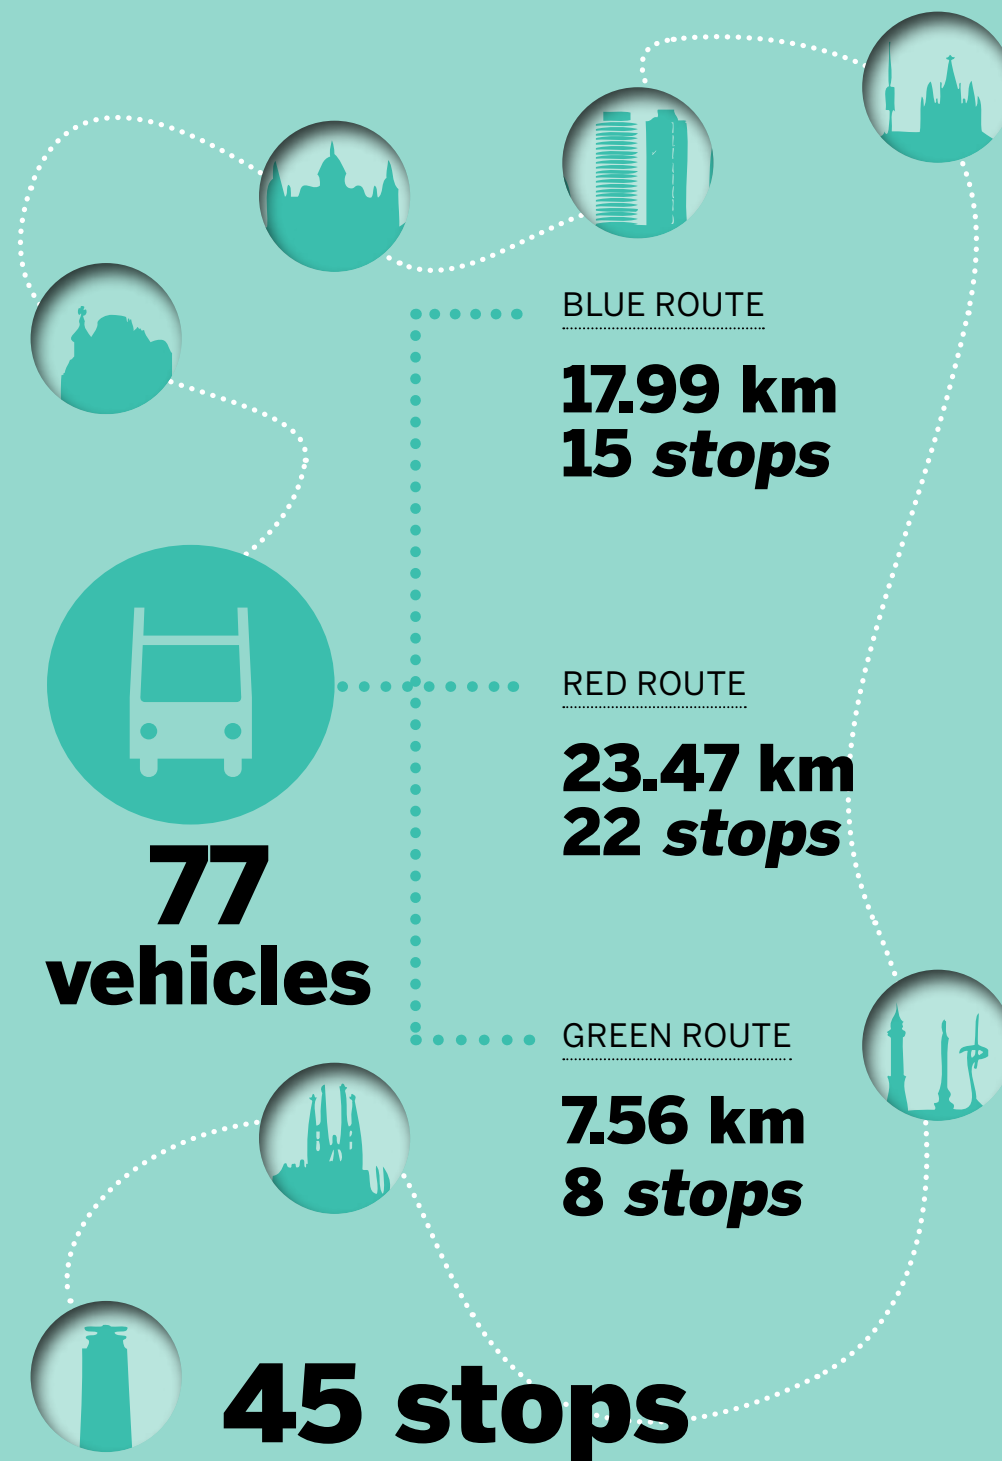 BLUE ROUTE
17.99 km
15 stops
RED ROUTE
23.47 km
22 stops
77
vehicles
GREEN ROUTE
7.56 km
8 stops
45 stops